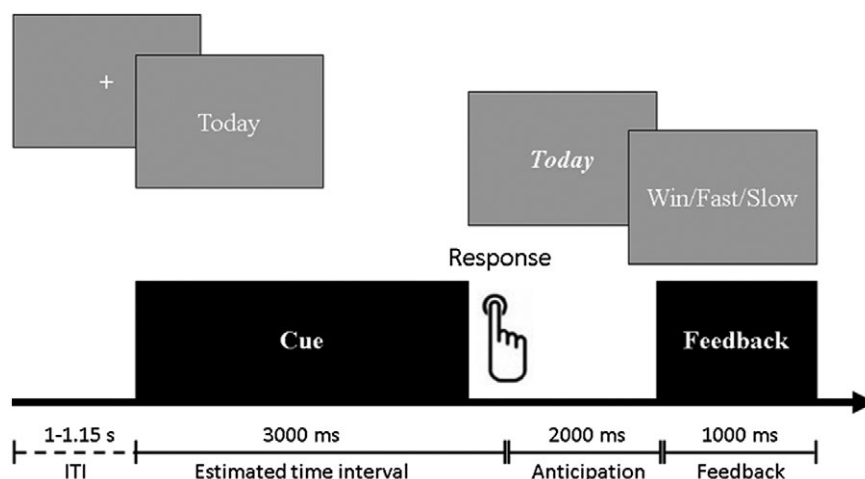 +
Today
Today
Win/Fast/Slow
Response
Cue
Feedback
1-1.15 s
3000 ms
2000 ms
1000 ms
ITI
Estimated time interval
Anticipation
Feedback